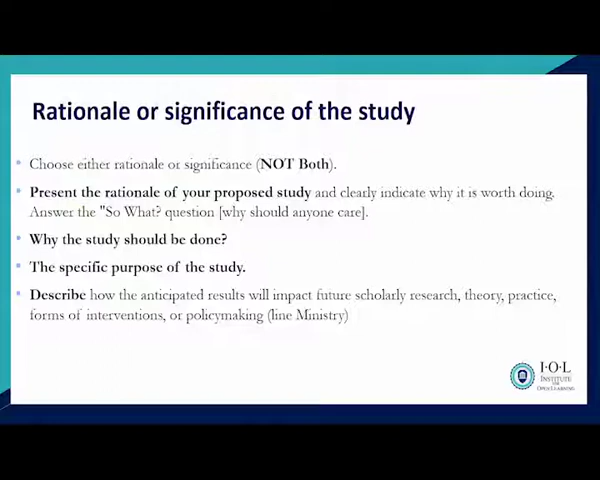 Rationale or significance of the study
Choose either rationale or significance (NOT Both).
Present the rationale of your proposed study and clearly indicate why it is worth doing.
Answer the "So What? question [why should anyone care].
Why the study should be done?
The specific purpose of the study.
Describe how the anticipated results will impact future scholarly research, theory, practice,
forms of interventions, or policymaking (line Ministry)
I·O·L
INSTITUTE
FOR
OPEN LEARNING